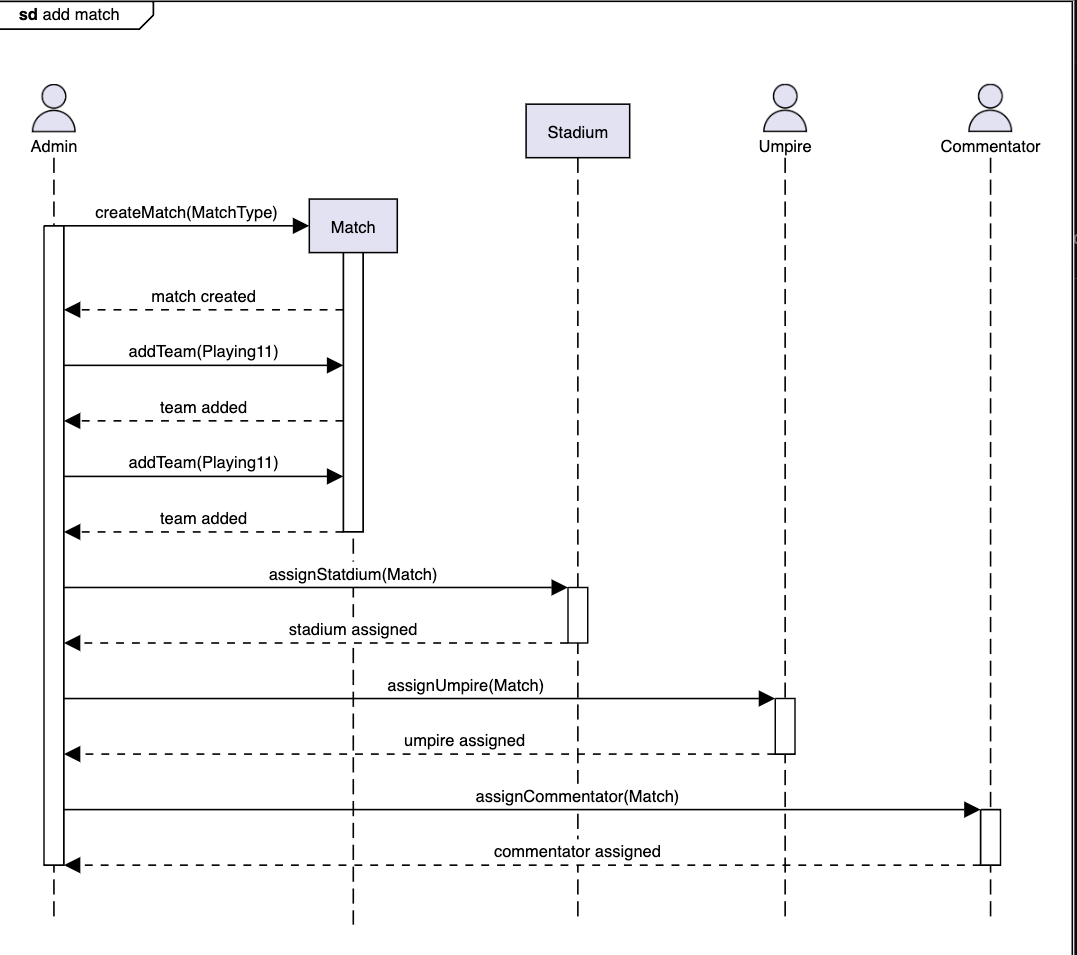 sd add match
Admin
Stadium
Umpire
Commentator
createMatch(MatchType)
Match
match created
addTeam(Playing11)
team added
addTeam(Playing11)
team added
assignStatdium(Match)
stadium assigned
assignUmpire(Match)
umpire assigned
assignCommentator(Match)
commentator assigned